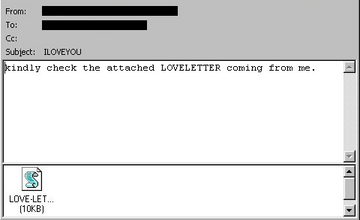 From:
To:
Cc:
Subject: ILOVEYOU
kindly check the attached LOVELETTER coming from me.
LOVE-LET...
(10KB)